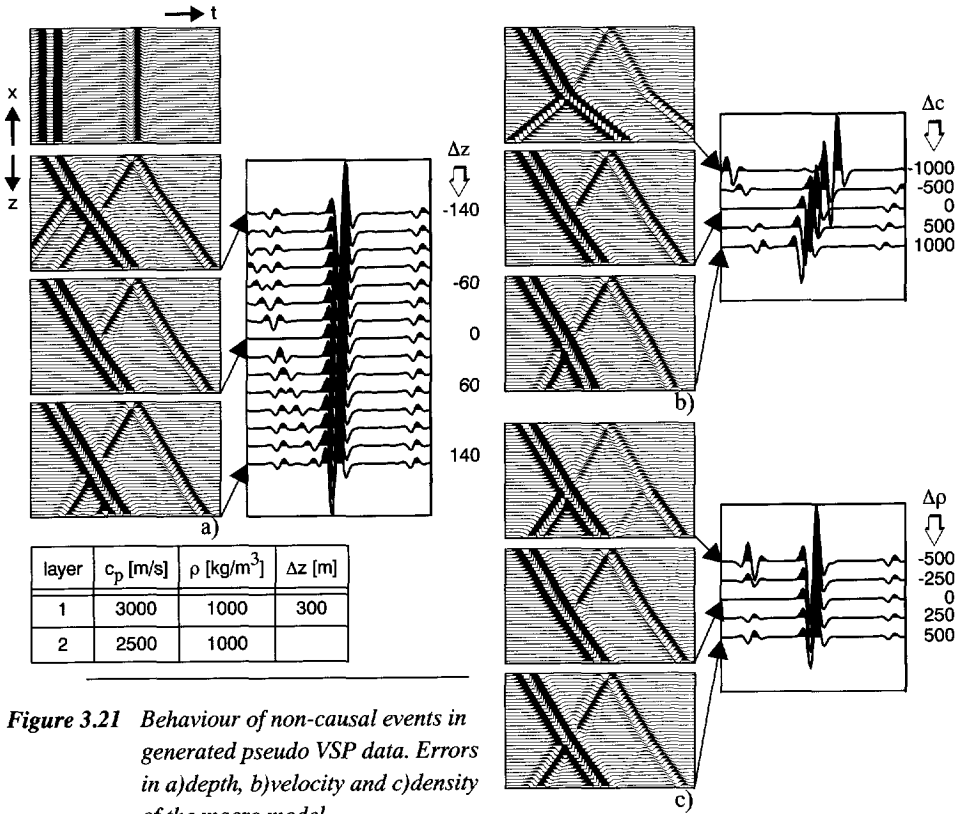 t
x
z
Δz
-140
-60
0
60
140
a)
Δc
-1000
-500
0
500
1000
b)
Δρ
-500
-250
0
250
500
c)
layer cp [m/s] ρ [kg/m³] Δz [m]
1 3000 1000 300
2 2500 1000
Figure 3.21 Behaviour of non-causal events in
generated pseudo VSP data. Errors
in a)depth, b)velocity and c)density
of the macro model